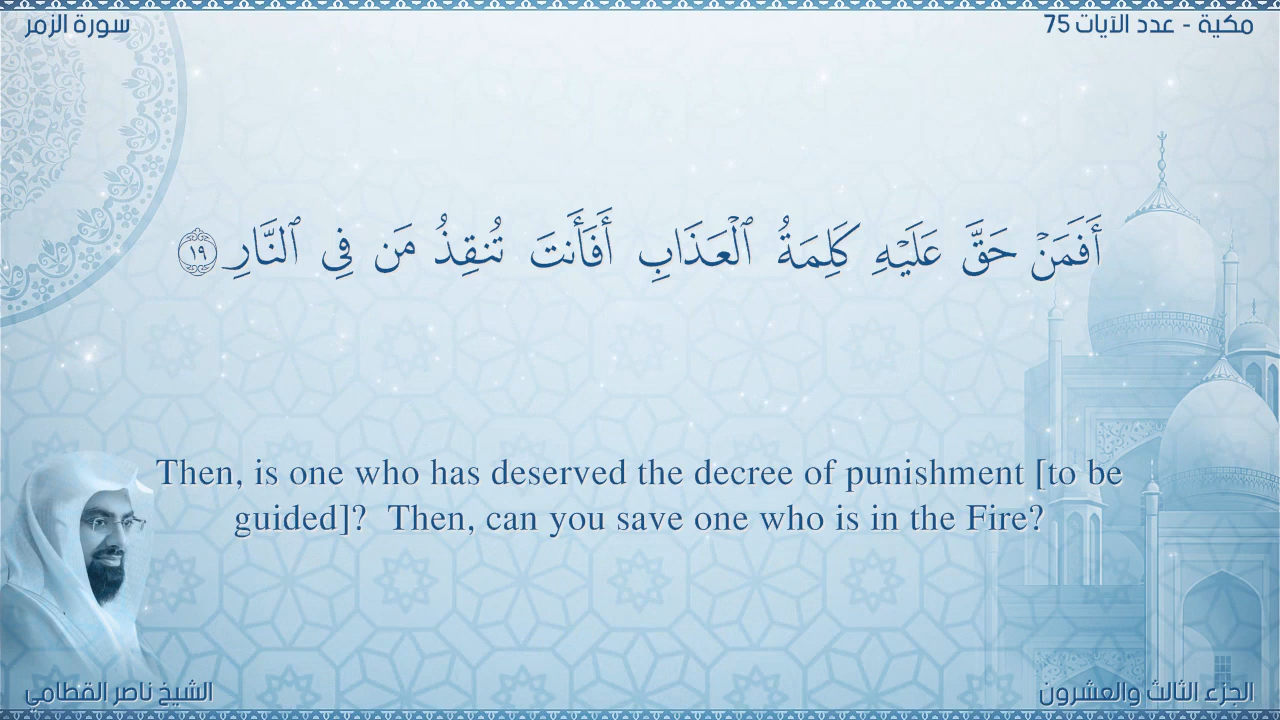 سورة الزمر
مكية - عدد الآيات 75
أَفَمَنْ حَقَّ عَلَيْهِ كَلِمَةُ ٱلْعَذَابِ أَفَأَنتَ تُنقِذُ مَن فِى ٱلنَّارِ ١٩
Then, is one who has deserved the decree of punishment [to be
guided]? Then, can you save one who is in the Fire?
الشيخ ناصر القطامي
الجزء الثالث والعشرون